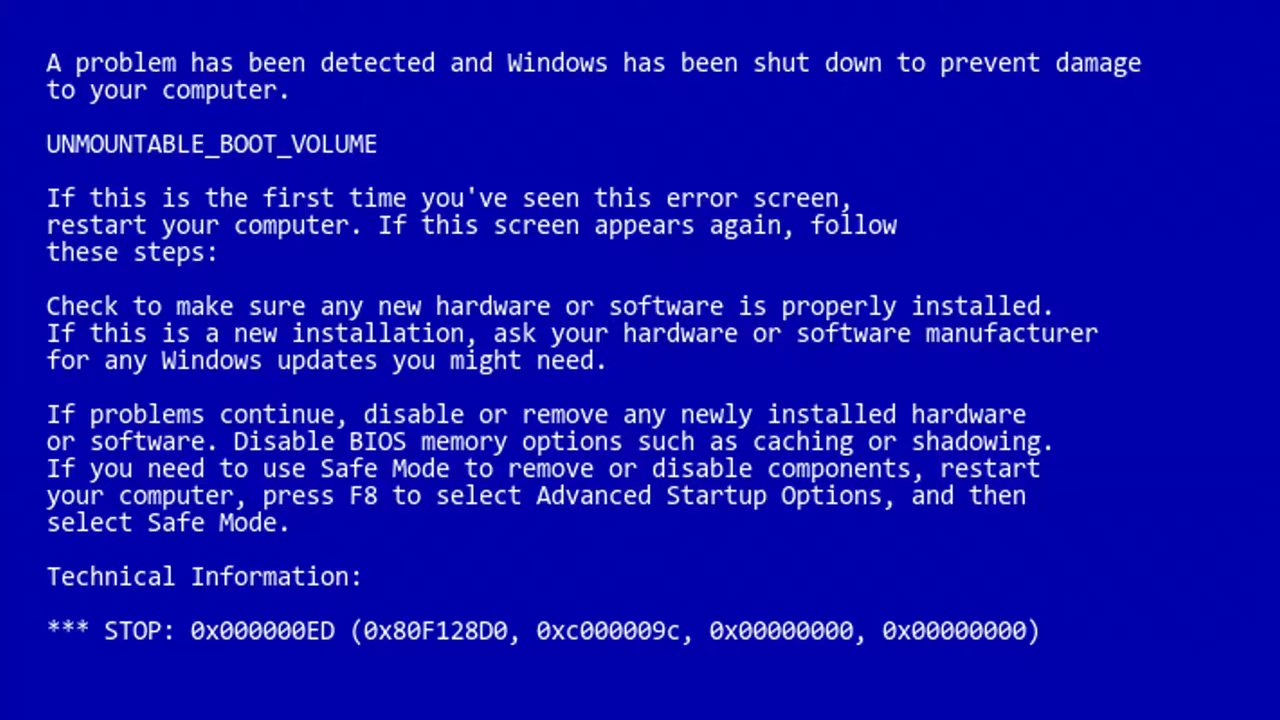 A problem has been detected and Windows has been shut down to prevent damage
to your computer.
UNMOUNTABLE_BOOT_VOLUME
If this is the first time you've seen this error screen,
restart your computer. If this screen appears again, follow
these steps:
Check to make sure any new hardware or software is properly installed.
If this is a new installation, ask your hardware or software manufacturer
for any Windows updates you might need.
If problems continue, disable or remove any newly installed hardware
or software. Disable BIOS memory options such as caching or shadowing.
If you need to use Safe Mode to remove or disable components, restart
your computer, press F8 to select Advanced Startup Options, and then
select Safe Mode.
Technical Information:
*** STOP: 0x000000ED (0x80F128D0, 0xc000009c, 0x00000000, 0x00000000)